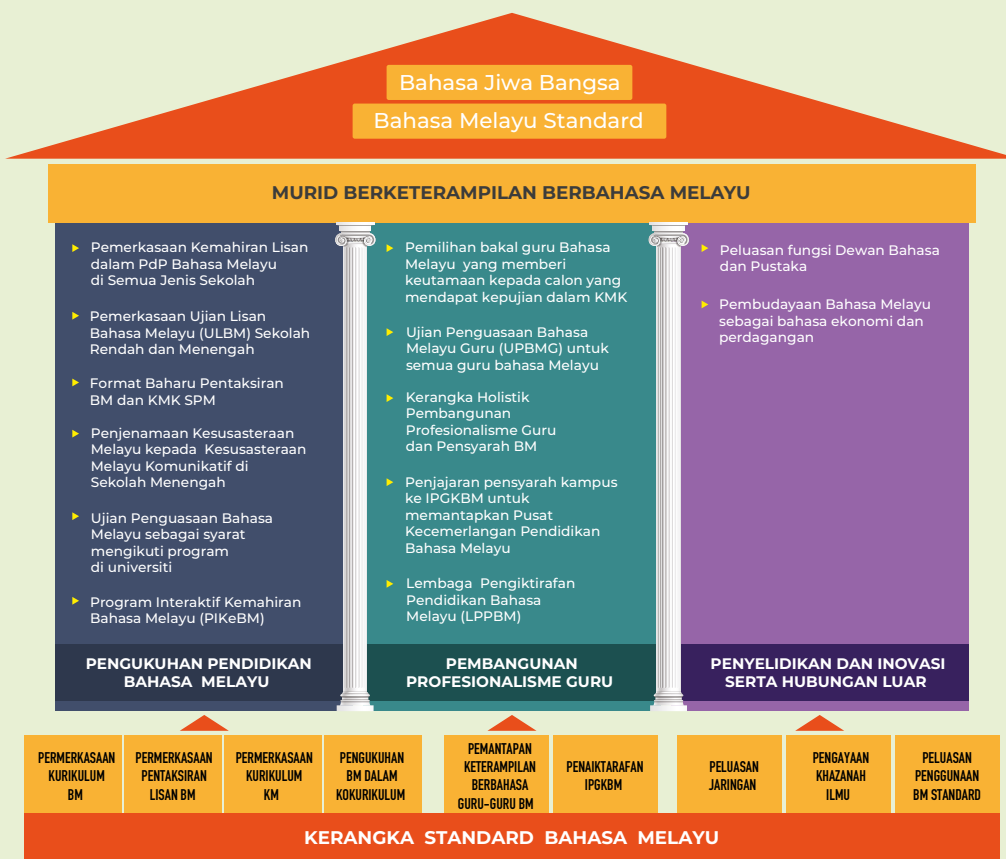 Bahasa Jiwa Bangsa
Bahasa Melayu Standard
MURID BERKETERAMPILAN BERBAHASA MELAYU
Pemerkasaan Kemahiran Lisan
dalam PdP Bahasa Melayu
di Semua Jenis Sekolah
Pemerkasaan Ujian Lisan
Bahasa Melayu (ULBM) Sekolah
Rendah dan Menengah
Format Baharu Pentaksiran
BM dan KMK SPM
Penjenamaan Kesusasteraan
Melayu kepada Kesusasteraan
Melayu Komunikatif di
Sekolah Menengah
Ujian Penguasaan Bahasa
Melayu sebagai syarat
mengikuti program
di universiti
Program Interaktif Kemahiran
Bahasa Melayu (PIKeBM)
PENGUKUHAN PENDIDIKAN
BAHASA MELAYU
Pemilihan bakal guru Bahasa
Melayu yang memberi
keutamaan kepada calon yang
mendapat kepujian dalam KMK
Ujian Penguasaan Bahasa
Melayu Guru (UPBMG) untuk
semua guru bahasa Melayu
Kerangka Holistik
Pembangunan
Profesionalisme Guru
dan Pensyarah BM
Penjajaran pensyarah kampus
ke IPGKBM untuk
memantapkan Pusat
Kecemerlangan Pendidikan
Bahasa Melayu
Lembaga Pengiktirafan
Pendidikan Bahasa
Melayu (LPPBM)
PEMBANGUNAN
PROFESIONALISME GURU
Peluasan fungsi Dewan Bahasa
dan Pustaka
Pembudayaan Bahasa Melayu
sebagai bahasa ekonomi dan
perdagangan
PENYELIDIKAN DAN INOVASI
SERTA HUBUNGAN LUAR
PERMERKASAAN
KURIKULUM
BM
PERMERKASAAN
PENTAKSIRAN
LISAN BM
PERMERKASAAN
KURIKULUM
KM
PENGUKUHAN
BM DALAM
KOKURIKULUM
PEMANTAPAN
KETERAMPILAN
BERBAHASA
GURU-GURU BM
PENAIKTARAFAN
IPGKBM
PELUASAN
JARINGAN
PENGAYAAN
KHAZANAH
ILMU
PELUASAN
PENGGUNAAN
BM STANDARD
KERANGKA STANDARD BAHASA MELAYU